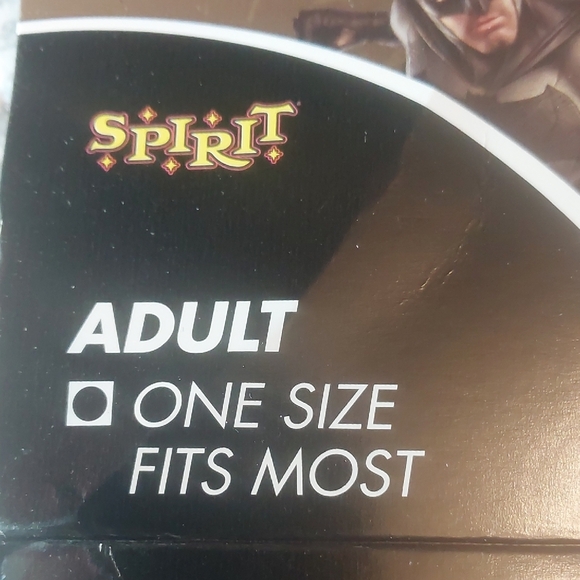 SPIRIT
ADULT
ONE SIZE
FITS MOST